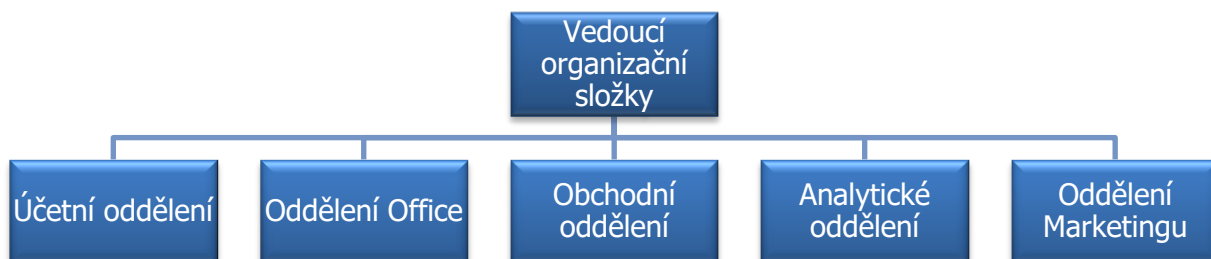 Vedoucí
organizační
složky
Účetní oddělení
Oddělení Office
Obchodní
oddělení
Analytické
oddělení
Oddělení
Marketingu